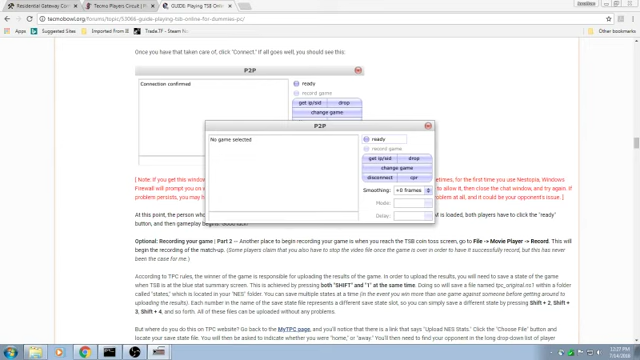 Residential Gateway Con
Tecmo Players Circuit /
GUIDE: Playing TSB Onlin
tecmobowl.org/forums/topic/53066-guide-playing-tsb-online-for-dummies-pc/
Apps
Suggested Sites
Imported From IE
Trade.TF - Steam No
Other bookmarks
Once you have that taken care of, click "Connect." If all goes well, you should see this:
P2P
Connection confirmed
ready
record game
get ip/sid
drop
change game
P2P
No game selected
ready
record game
get ip/sid
drop
change game
disconnect
cpr
Smoothing:
+0 frames
Mode:
Delay:
[ Note: If you get this window
etimes, for the first time you use Nestopia, Windows
Firewall will prompt you on s
to allow it, then close the chat window, and try again. If
problem persists, you may h
problem at all, and it could be your opponent's issue. ]
At this point, the person who
M is loaded, both players have to click the "ready"
button, and then gameplay begins. Good luck!
Optional: Recording your game | Part 2 -- Another place to begin recording is when you reach the TSB coin toss screen, go to File -> Movie Player -> Record. This will
begin the recording of the match-up. (Some players claim that you also have to stop the video file once the game is over in order to have it successfully record, but this has never
been the case for me.)
According to TPC rules, the winner of the game is responsible for uploading the results of the game. In order to upload the results, you will need to save a state of the game
when TSB is at the blue stat summary screen. This is achieved by pressing both "SHIFT" and "1" at the same time. Doing so will save a file named tpc_original.ns1 into a folder
called "states," which is located in your "NES" folder. You can save multiple states at a time (in the event you win more than one game against someone before getting around to
uploading the results). Each number in the name of the save state file represents a different save state slot, so you can simply save a different state by pressing Shift + 2, Shift +
3, Shift + 4, and so forth. All of these files can be uploaded without any problems.
But where do you do this on TPC website? Go back to the MyTPC page, and you'll notice that there is a link that says "Upload NES State." Click the "Choose File" button and
locate your save state file. You will then be asked to indicate whether you were "home," or "away." You'll then need to find your opponent in the long drop-down list of player
12:27 PM
7/14/2016